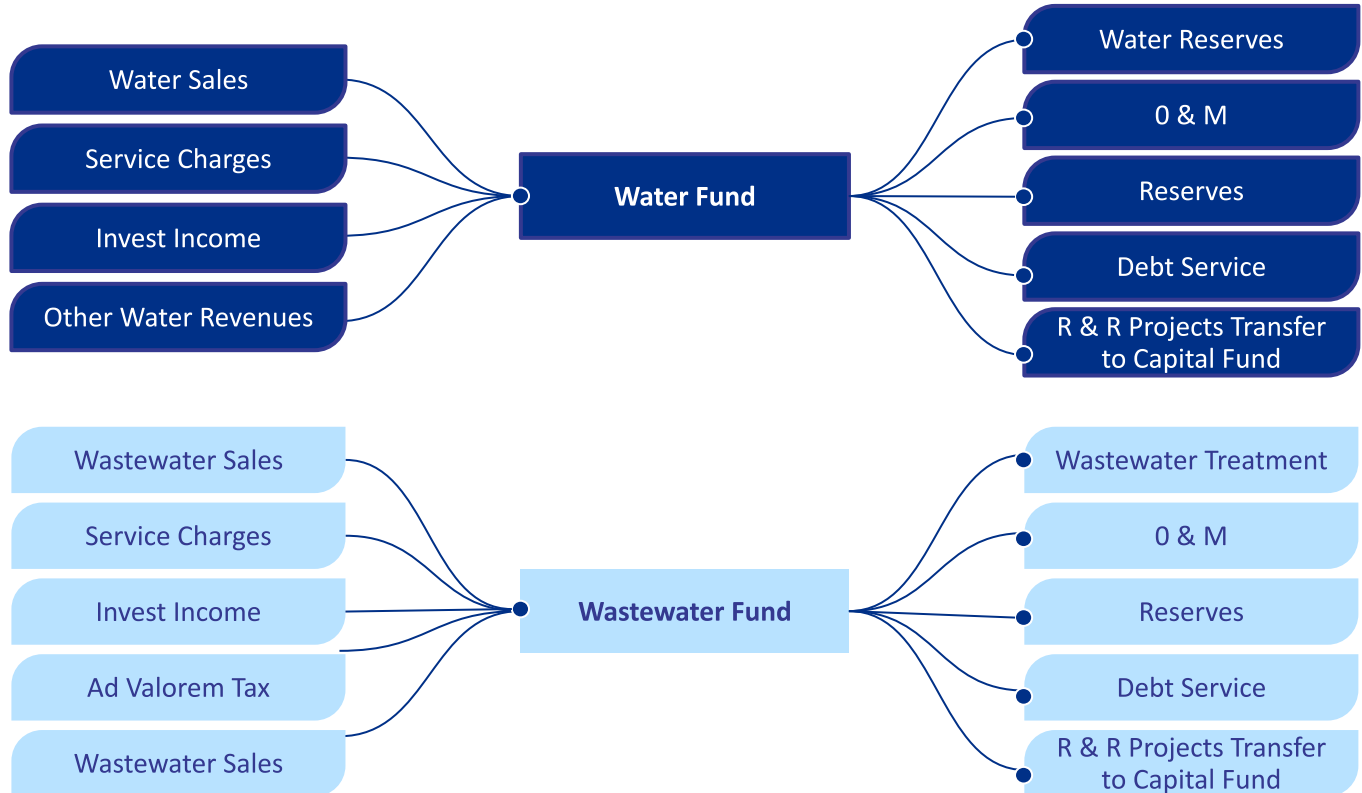 Water Sales
Service Charges
Invest Income
Other Water Revenues
Water Fund
Water Reserves
0 & M
Reserves
Debt Service
R & R Projects Transfer
to Capital Fund
Wastewater Sales
Service Charges
Invest Income
Ad Valorem Tax
Wastewater Sales
Wastewater Fund
Wastewater Treatment
0 & M
Reserves
Debt Service
R & R Projects Transfer
to Capital Fund